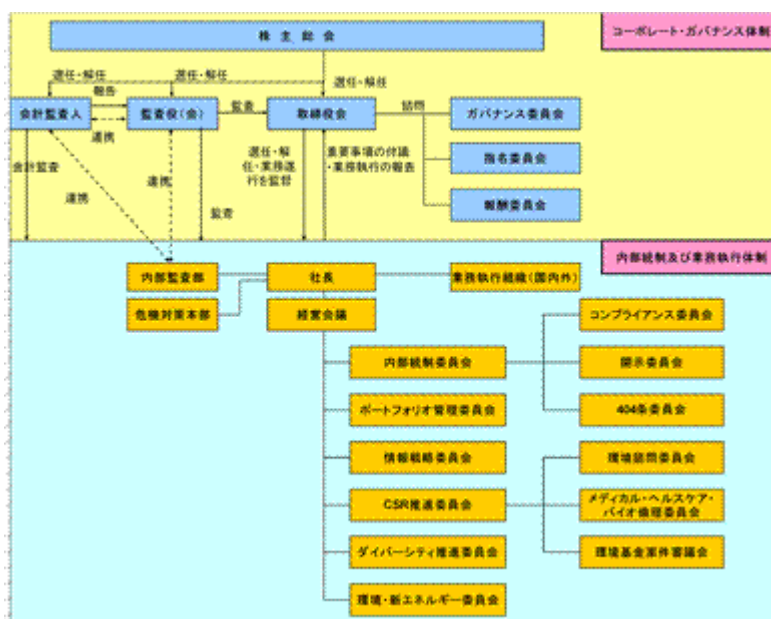 株 主 総 会
コーポレート・ガバナンス体制
選任・解任
選任・解任
選任・解任
報告
会計監査人
監査役(会)
監査
取締役会
諮問
ガバナンス委員会
連携
指名委員会
会計監査
連携
連携
選任・解
任・業務遂
行を監督
重要事項の付議
・業務執行の報告
報酬委員会
監査
内部統制及び業務執行体制
内部監査部
社長
業務執行組織(国内外)
危機対策本部
経営会議
コンプライアンス委員会
内部統制委員会
開示委員会
ポートフォリオ管理委員会
404条委員会
情報戦略委員会
環境諮問委員会
CSR推進委員会
メディカル・ヘルスケア・
バイオ倫理委員会
ダイバーシティ推進委員会
環境基金案件審議会
環境・新エネルギー委員会